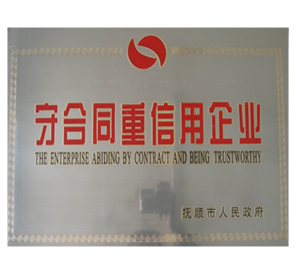 守合同重信用企业
THE ENTERPRISE ABIDING BY CONTRACT AND BEING TRUSTWORTHY
抚顺市人民政府